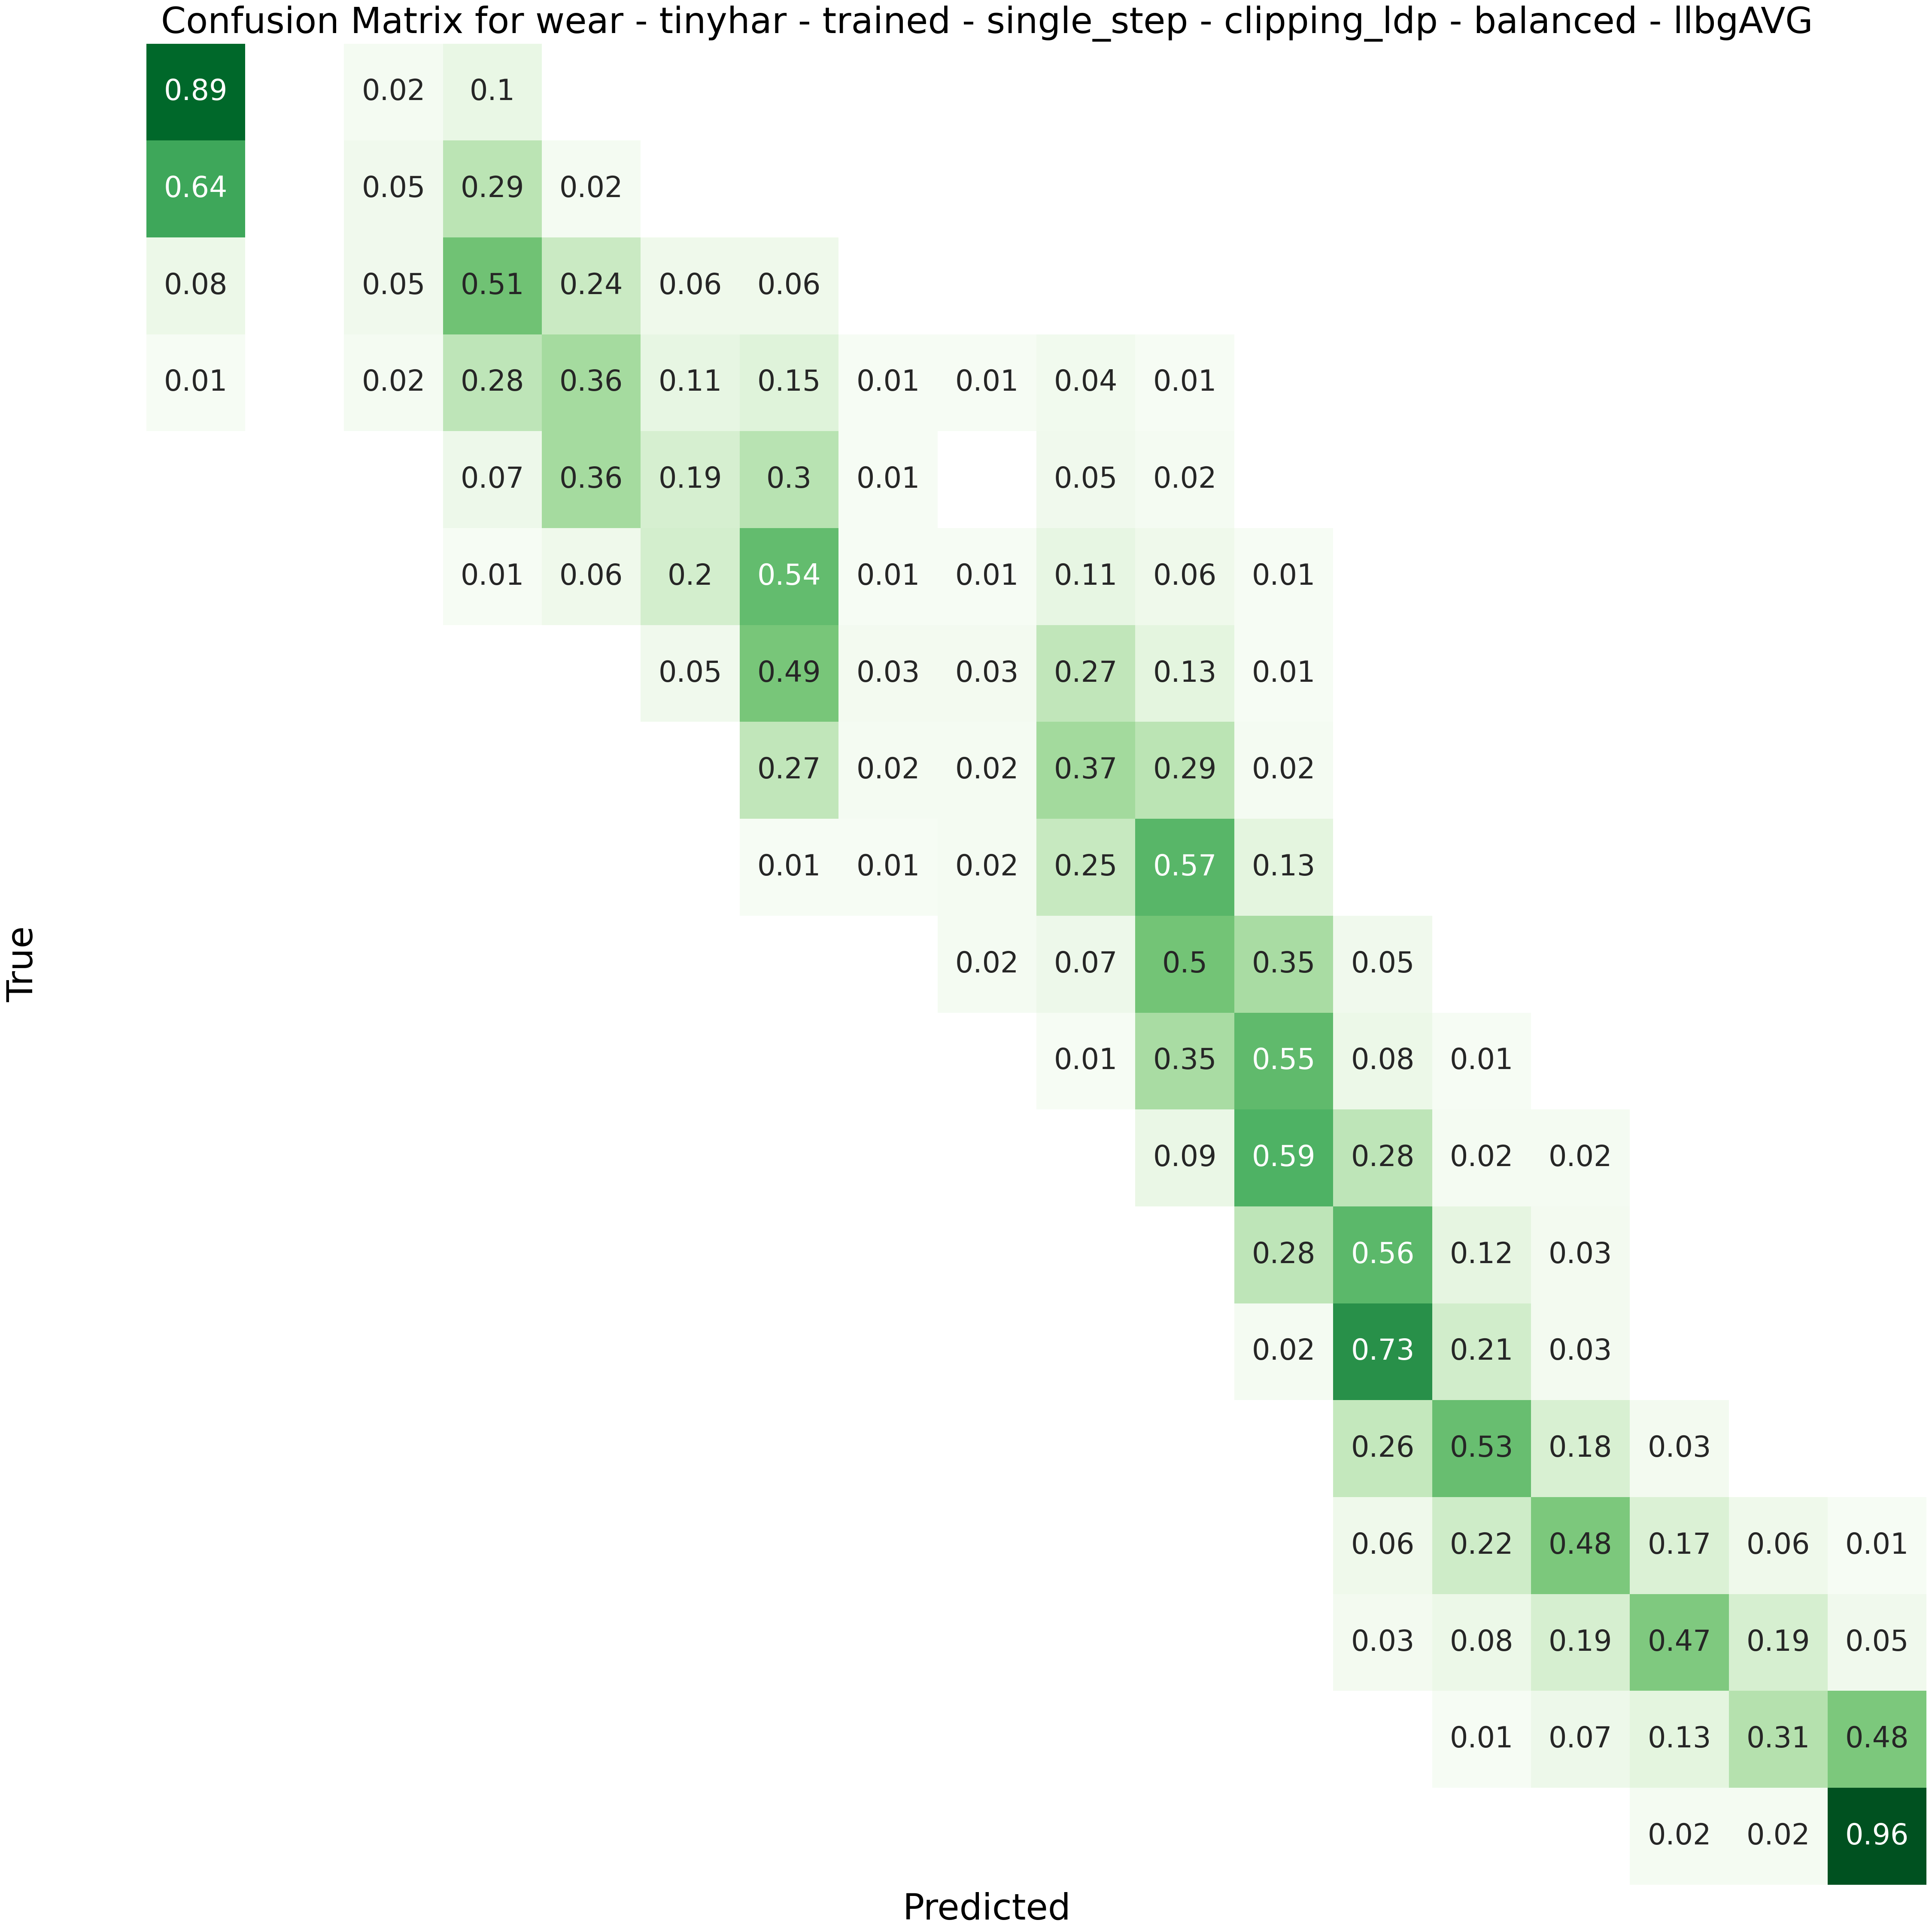 Confusion Matrix for wear - tinyhar - trained - single_step - clipping_ldp - balanced - llbgAVG
0.89 0.02 0.1
0.64 0.05 0.29 0.02
0.08 0.05 0.51 0.24 0.06 0.06
0.01 0.02 0.28 0.36 0.11 0.15 0.01 0.01 0.04 0.01
0.07 0.36 0.19 0.3 0.01 0.05 0.02
0.01 0.06 0.2 0.54 0.01 0.01 0.11 0.06 0.01
0.05 0.49 0.03 0.03 0.27 0.13 0.01
0.27 0.02 0.02 0.37 0.29 0.02
0.01 0.01 0.02 0.25 0.57 0.13
True
0.02 0.07 0.5 0.35 0.05
0.01 0.35 0.55 0.08 0.01
0.09 0.59 0.28 0.02 0.02
0.28 0.56 0.12 0.03
0.02 0.73 0.21 0.03
0.26 0.53 0.18 0.03
0.06 0.22 0.48 0.17 0.06 0.01
0.03 0.08 0.19 0.47 0.19 0.05
0.01 0.07 0.13 0.31 0.48
0.02 0.02 0.96
Predicted